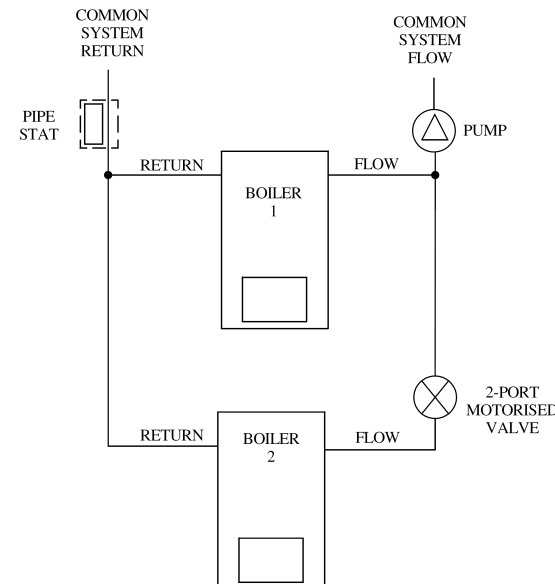 COMMON
SYSTEM
RETURN
COMMON
SYSTEM
FLOW
PIPE
STAT
PUMP
RETURN
FLOW
BOILER
1
2-PORT
MOTORISED
VALVE
RETURN
FLOW
BOILER
2